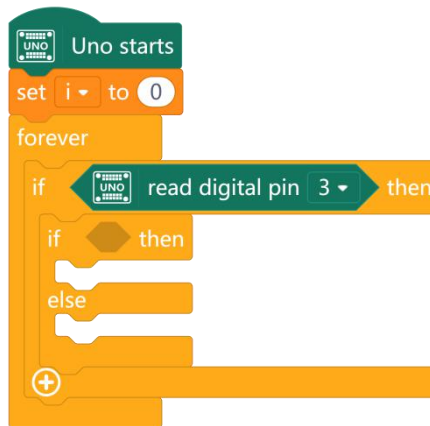 UNO Uno starts
set i to 0
forever
if UNO read digital pin 3 then
if then
else